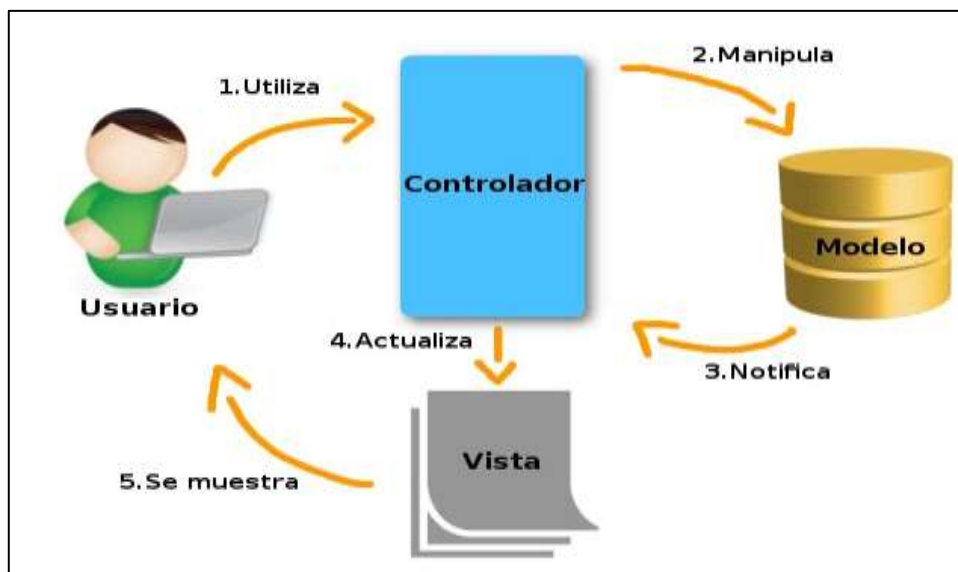 1.Utiliza
2.Manipula
Controlador
Modelo
Usuario
4.Actualiza
3.Notifica
Vista
5.Se muestra